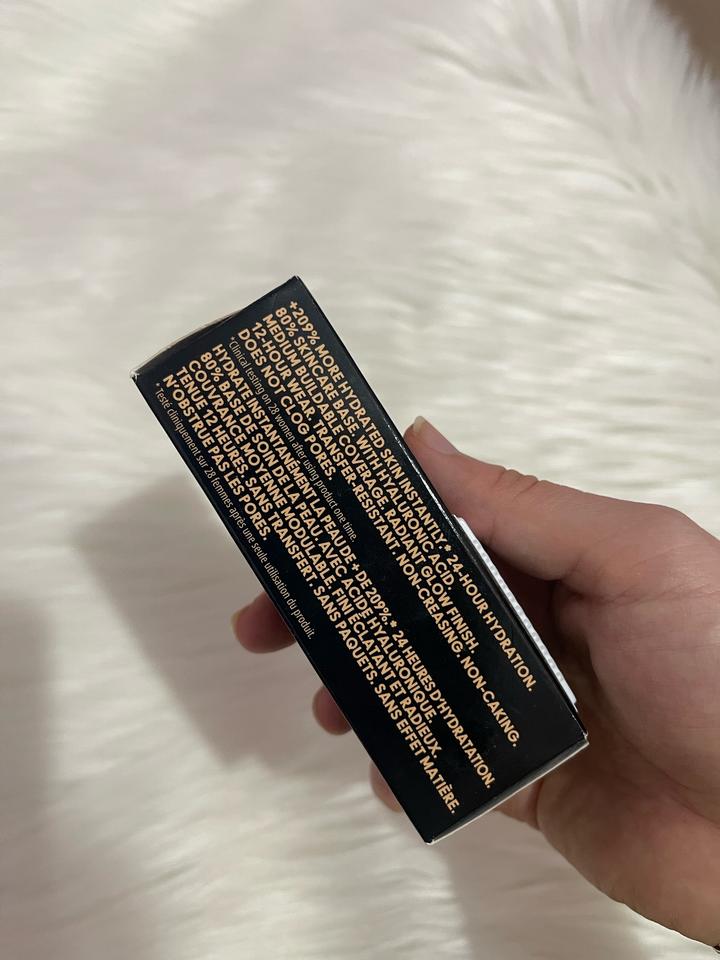 +209% MORE HYDRATED SKIN INSTANTLY.* 24-HOUR HYDRATION.
80% SKINCARE BASE. WITH HYALURONIC ACID.
MEDIUM BUILDABLE COVERAGE. RADIANT GLOW FINISH.
12-HOUR WEAR. TRANSFER-RESISTANT. NON-CREASING. NON-CAKING.
DOES NOT CLOG PORES.
*Clinical testing on 28 women after using product one time.
HYDRATE INSTANTANÉMENT LA PEAU DE + DE 209%.* 24 HEURES D'HYDRATATION.
80% BASE DE SOIN DE LA PEAU. AVEC ACIDE HYALURONIQUE.
COUVRANCE MOYENNE MODULABLE. FINI ÉCLATANT ET RADIEUX.
TENUE 12 HEURES. SANS TRANSFERT. SANS PAQUETS. SANS EFFET MATIÈRE.
N'OBSTRUE PAS LES PORES.
* Testé cliniquement sur 28 femmes après une seule utilisation du produit.